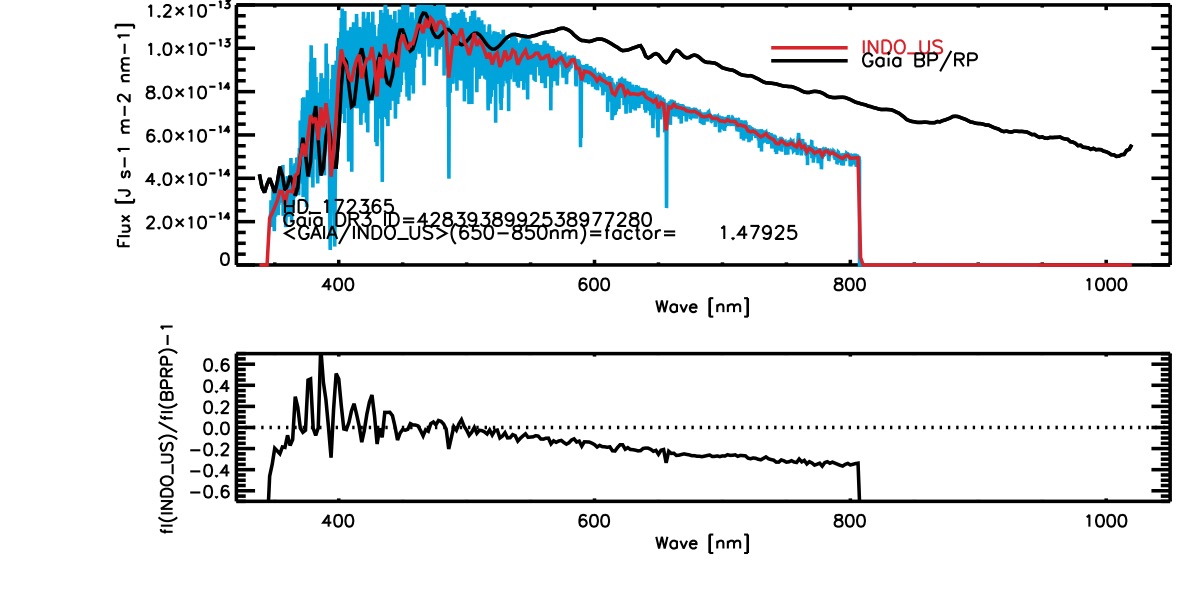 1.2×10⁻¹³
1.0×10⁻¹³
8.0×10⁻¹⁴
6.0×10⁻¹⁴
4.0×10⁻¹⁴
2.0×10⁻¹⁴
0
Flux [J s-1 m-2 nm-1]
INDO_US
Gaia BP/RP
HD_172365
Gaia DR3 ID=4283938992538977280
<GAIA/INDO_US>(650-850nm)=factor= 1.47925
400 600 800 1000
Wave [nm]
fl(INDO_US)/fl(BPRP)-1
0.6
0.4
0.2
0.0
-0.2
-0.4
-0.6
400 600 800 1000
Wave [nm]